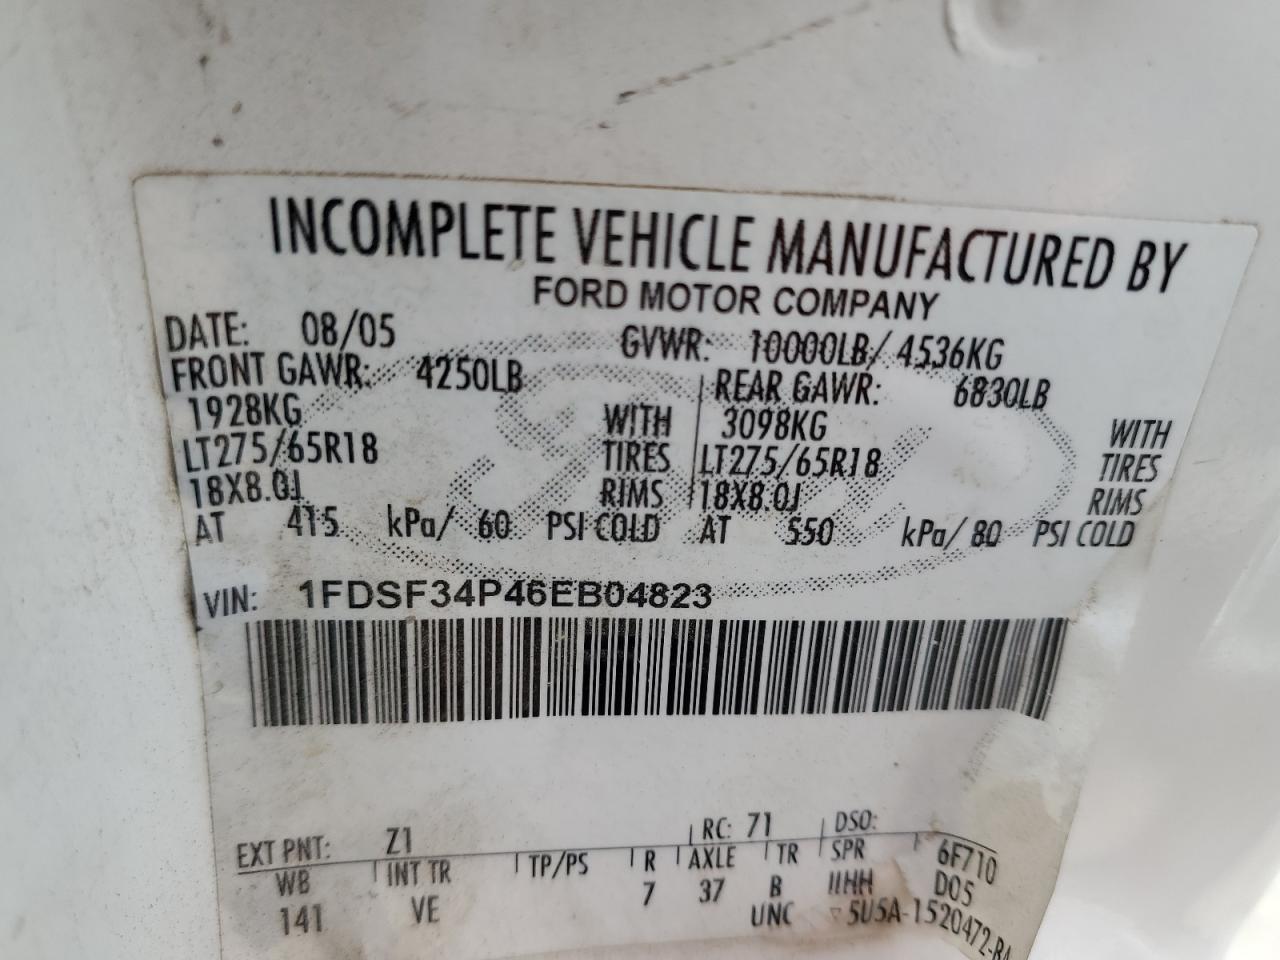 INCOMPLETE VEHICLE MANUFACTURED BY
FORD MOTOR COMPANY
DATE: 08/05 GVWR: 10000LB/ 4536KG
FRONT GAWR: 4250LB REAR GAWR: 6830LB
1928KG WITH 3098KG WITH
LT275/65R18 TIRES LT275/65R18 TIRES
18X8.0J RIMS 18X8.0J RIMS
AT 415 kPa/ 60 PSI COLD AT 550 kPa/ 80 PSI COLD
VIN: 1FDSF34P46EB04823
EXT PNT: Z1 RC: 71 DSO:
WB INT TR TP/PS R AXLE TR SPR 6F710
141 VE 7 37 B IIHH D05
UNC 5U5A-1520472-BA